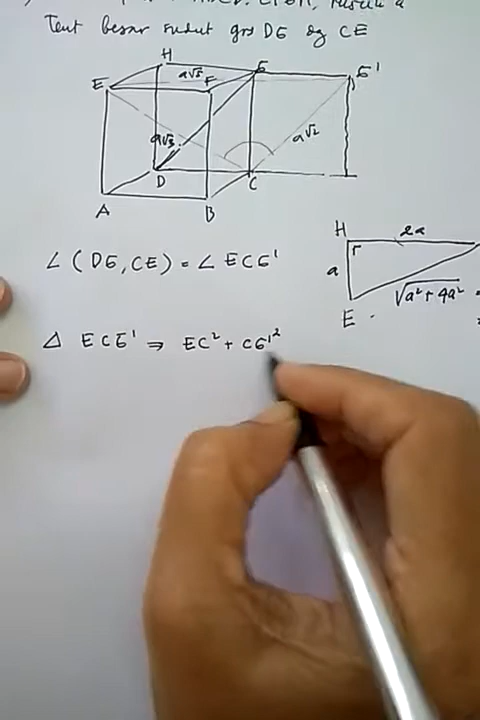 Tent besar sudut grs DG dg CE
H
a√5
G
G'
E
F
a√3
a√2
D
C
A
B
H 2a
a
√a² + 4a²
E
∠ (DG, CE) = ∠ ECG'
Δ ECG' ⇒ EC² + CG'²